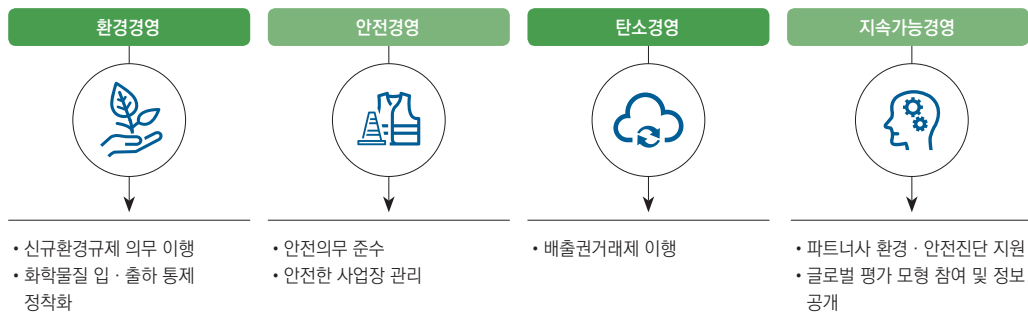 환경경영
안전경영
탄소경영
지속가능경영
• 신규환경규제 의무 이행
• 화학물질 입 · 출하 통제
정착화
• 안전의무 준수
• 안전한 사업장 관리
• 배출권거래제 이행
• 파트너사 환경 · 안전진단 지원
• 글로벌 평가 모형 참여 및 정보
공개